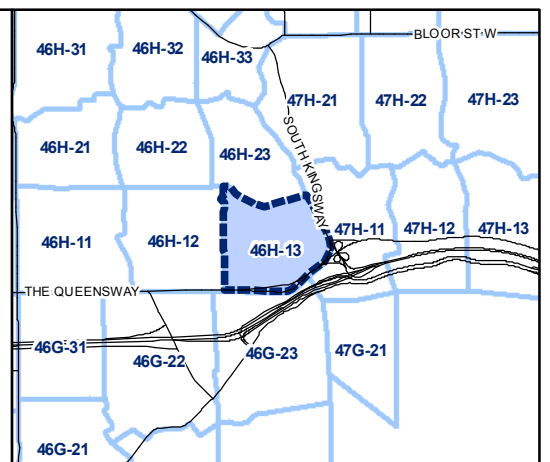 BLOOR ST W
46H-31
46H-32
46H-33
47H-21
47H-22
47H-23
SOUTH KINGSWAY
46H-21
46H-22
46H-23
46H-11
46H-12
46H-13
47H-11
47H-12
47H-13
THE QUEENSWAY
46G-31
46G-22
46G-23
47G-21
46G-21